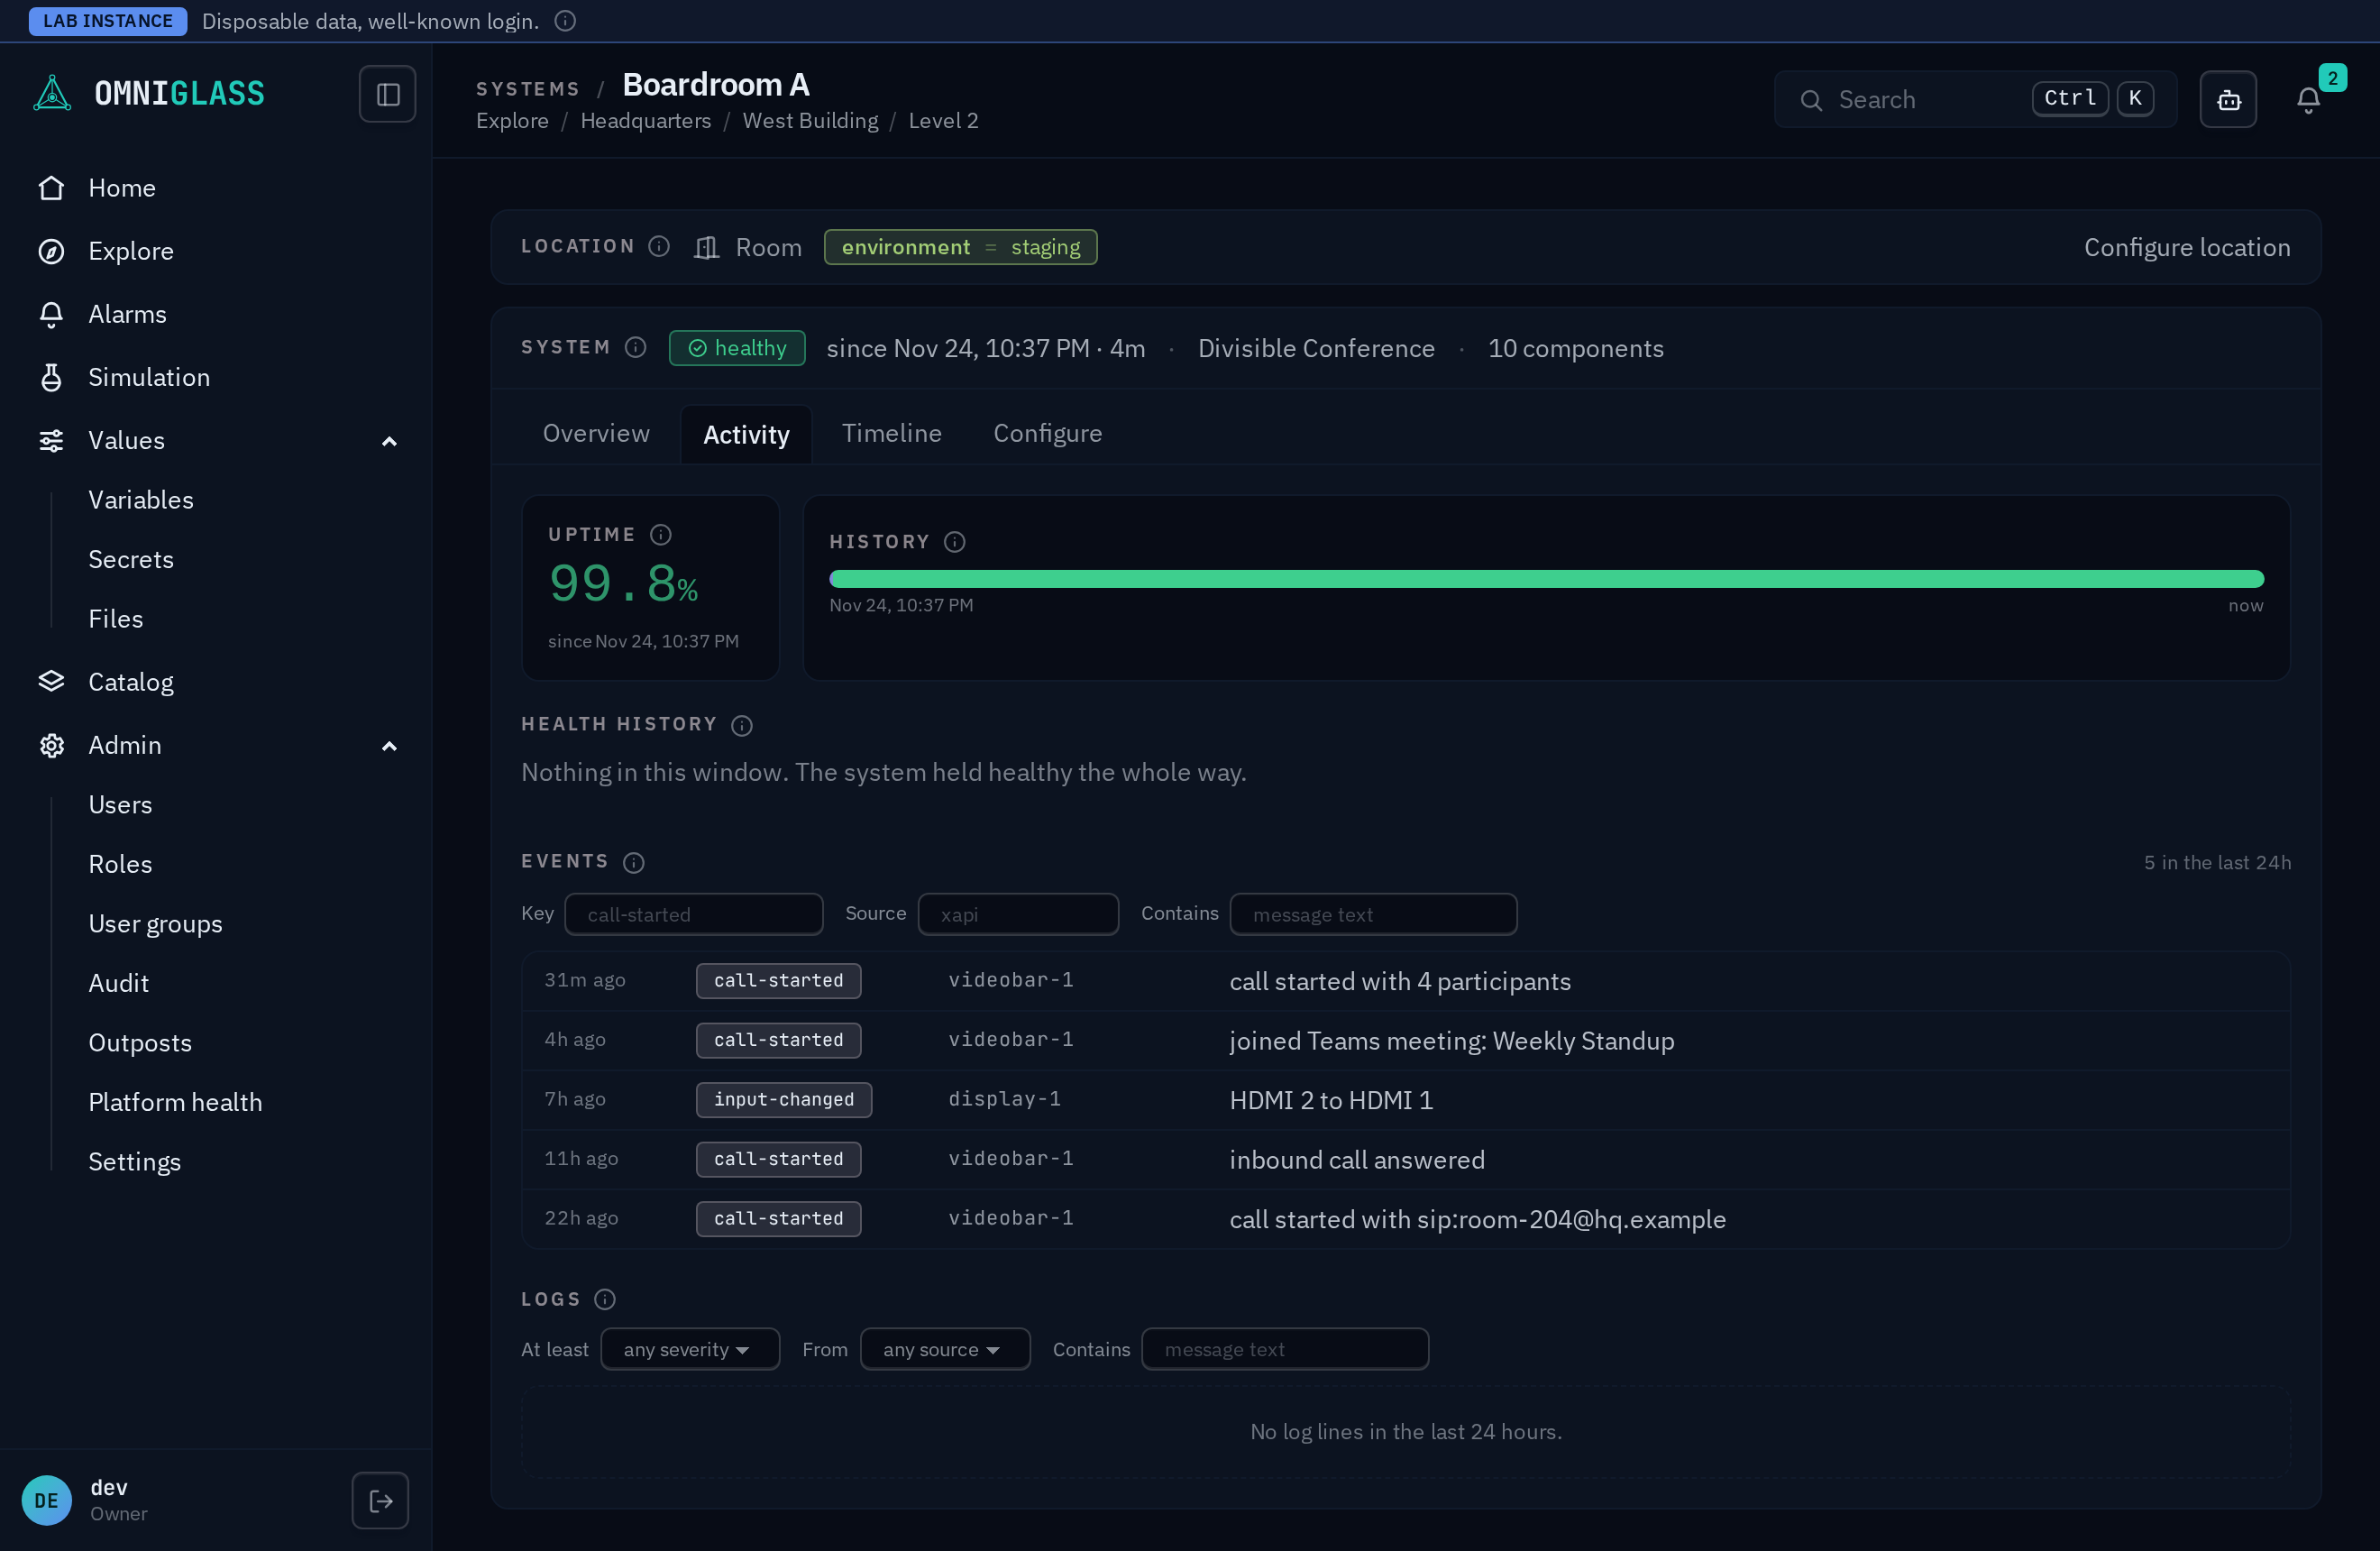 LAB INSTANCE Disposable data, well-known login.
OMNIGLASS
SYSTEMS / Boardroom A
Explore / Headquarters / West Building / Level 2
Search Ctrl K
2
Home
Explore
Alarms
Simulation
Values
Variables
Secrets
Files
Catalog
Admin
Users
Roles
User groups
Audit
Outposts
Platform health
Settings
DE dev
Owner
LOCATION Room environment = staging Configure location
SYSTEM healthy since Nov 24, 10:37 PM · 4m · Divisible Conference · 10 components
Overview Activity Timeline Configure
UPTIME
99.8%
since Nov 24, 10:37 PM
HISTORY
Nov 24, 10:37 PM now
HEALTH HISTORY
Nothing in this window. The system held healthy the whole way.
EVENTS 5 in the last 24h
Key call-started Source xapi Contains message text
31m ago call-started videobar-1 call started with 4 participants
4h ago call-started videobar-1 joined Teams meeting: Weekly Standup
7h ago input-changed display-1 HDMI 2 to HDMI 1
11h ago call-started videobar-1 inbound call answered
22h ago call-started videobar-1 call started with sip:room-204@hq.example
LOGS
At least any severity From any source Contains message text
No log lines in the last 24 hours.